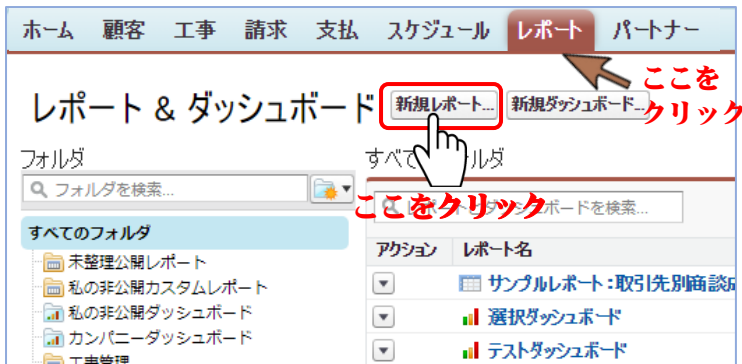 ホーム 顧客 工事 請求 支払 スケジュール レポート パートナー
ここを
クリック
レポート & ダッシュボード 新規レポート... 新規ダッシュボード...
フォルダ
すべて ルダ
フォルダを検索...
ここをクリック
ボードを検索...
すべてのフォルダ
アクション レポート名
未整理公開レポート
私の非公開カスタムレポート
サンプルレポート:取引先別商談
私の非公開ダッシュボード
選択ダッシュボード
カンパニーダッシュボード
テストダッシュボード
工事管理